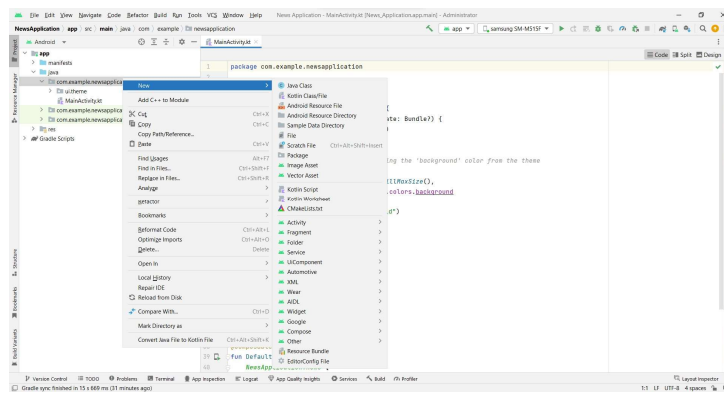 File Edit View Navigate Code Refactor Build Run Tools VCS Window Help News Application - MainActivity.kt [News_Application.app.main] - Administrator
NewsApplication app src main java com example newsapplication app samsung SM-M515F
Android MainActivity.kt
Code Split Design
app
manifests
java
com.example.newsapplica
ui.theme
MainActivity.kt
com.example.newsapplica
com.example.newsapplica
res
Gradle Scripts
Project
Resource Manager
Structure
Bookmarks
Build Variants
1 package com.example.newsapplication
ate: Bundle?) {
ing the 'background' color from the theme
llMaxSize(),
.colors.background
d")
39 fun Default
40
New
Add C++ to Module
Cut Ctrl+X
Copy Ctrl+C
Copy Path/Reference...
Paste Ctrl+V
Find Usages Alt+F7
Find in Files... Ctrl+Shift+F
Replace in Files... Ctrl+Shift+R
Analyze
Refactor
Bookmarks
Reformat Code Ctrl+Alt+L
Optimize Imports Ctrl+Alt+O
Delete... Delete
Open In
Local History
Repair IDE
Reload from Disk
Compare With... Ctrl+D
Mark Directory as
Convert Java File to Kotlin File Ctrl+Alt+Shift+K
Java Class
Kotlin Class/File
Android Resource File
Android Resource Directory
Sample Data Directory
File
Scratch File Ctrl+Alt+Shift+Insert
Package
Image Asset
Vector Asset
Kotlin Script
Kotlin Worksheet
CMakeLists.txt
Activity
Fragment
Folder
Service
UiComponent
Automotive
XML
Wear
AIDL
Widget
Google
Compose
Other
Resource Bundle
EditorConfig File
Version Control TODO Problems Terminal App Inspection Logcat App Quality Insights Services Build Profiler Layout Inspector
Gradle sync finished in 15 s 669 ms (31 minutes ago) 1:1 LF UTF-8 4 spaces